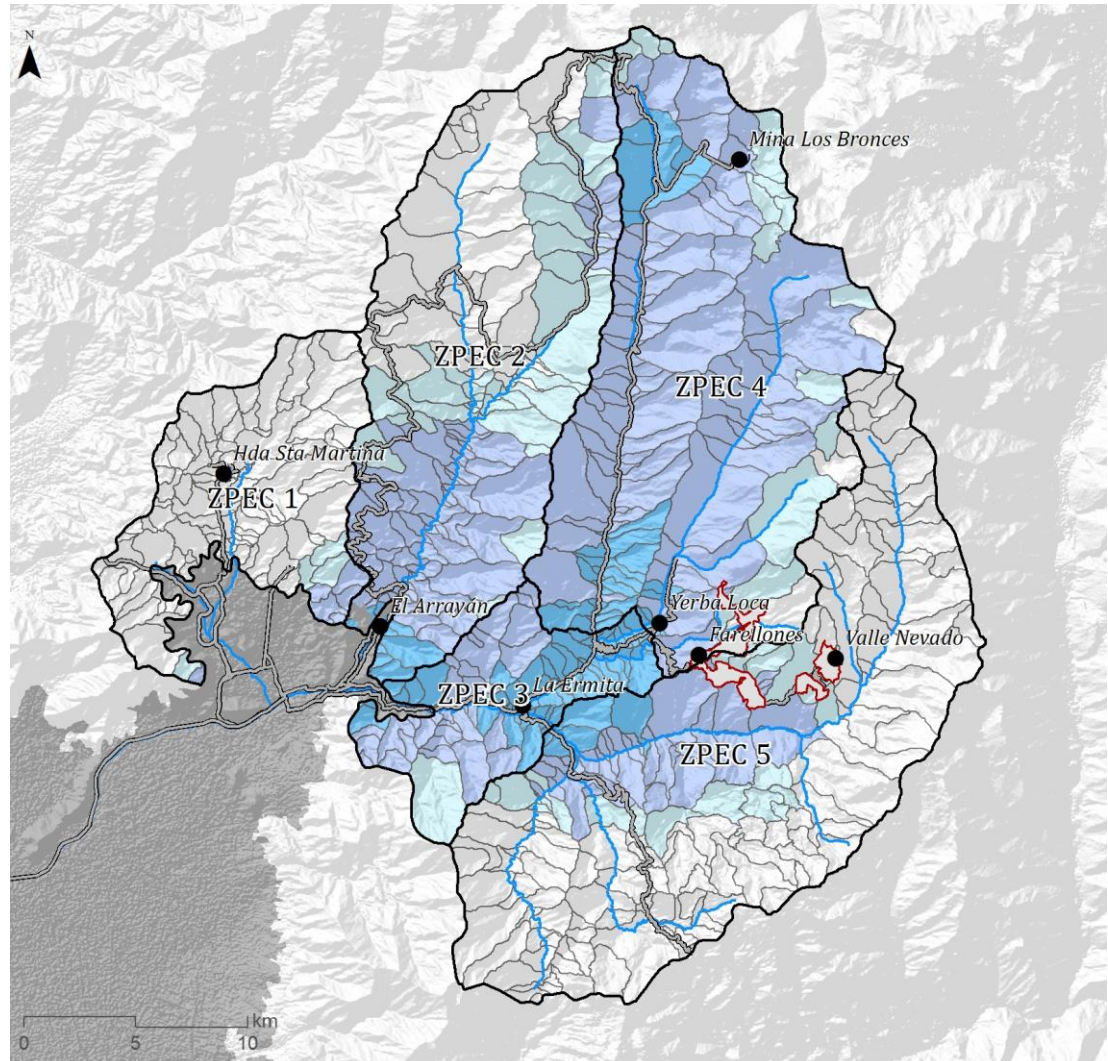 N
Mina Los Bronces
ZPEC 2
ZPEC 4
Hda Sta Martina
ZPEC 1
El Arrayán
Yerba Loca
Farellones
Valle Nevado
ZPEC 3
La Ermita
ZPEC 5
km
0 5 10